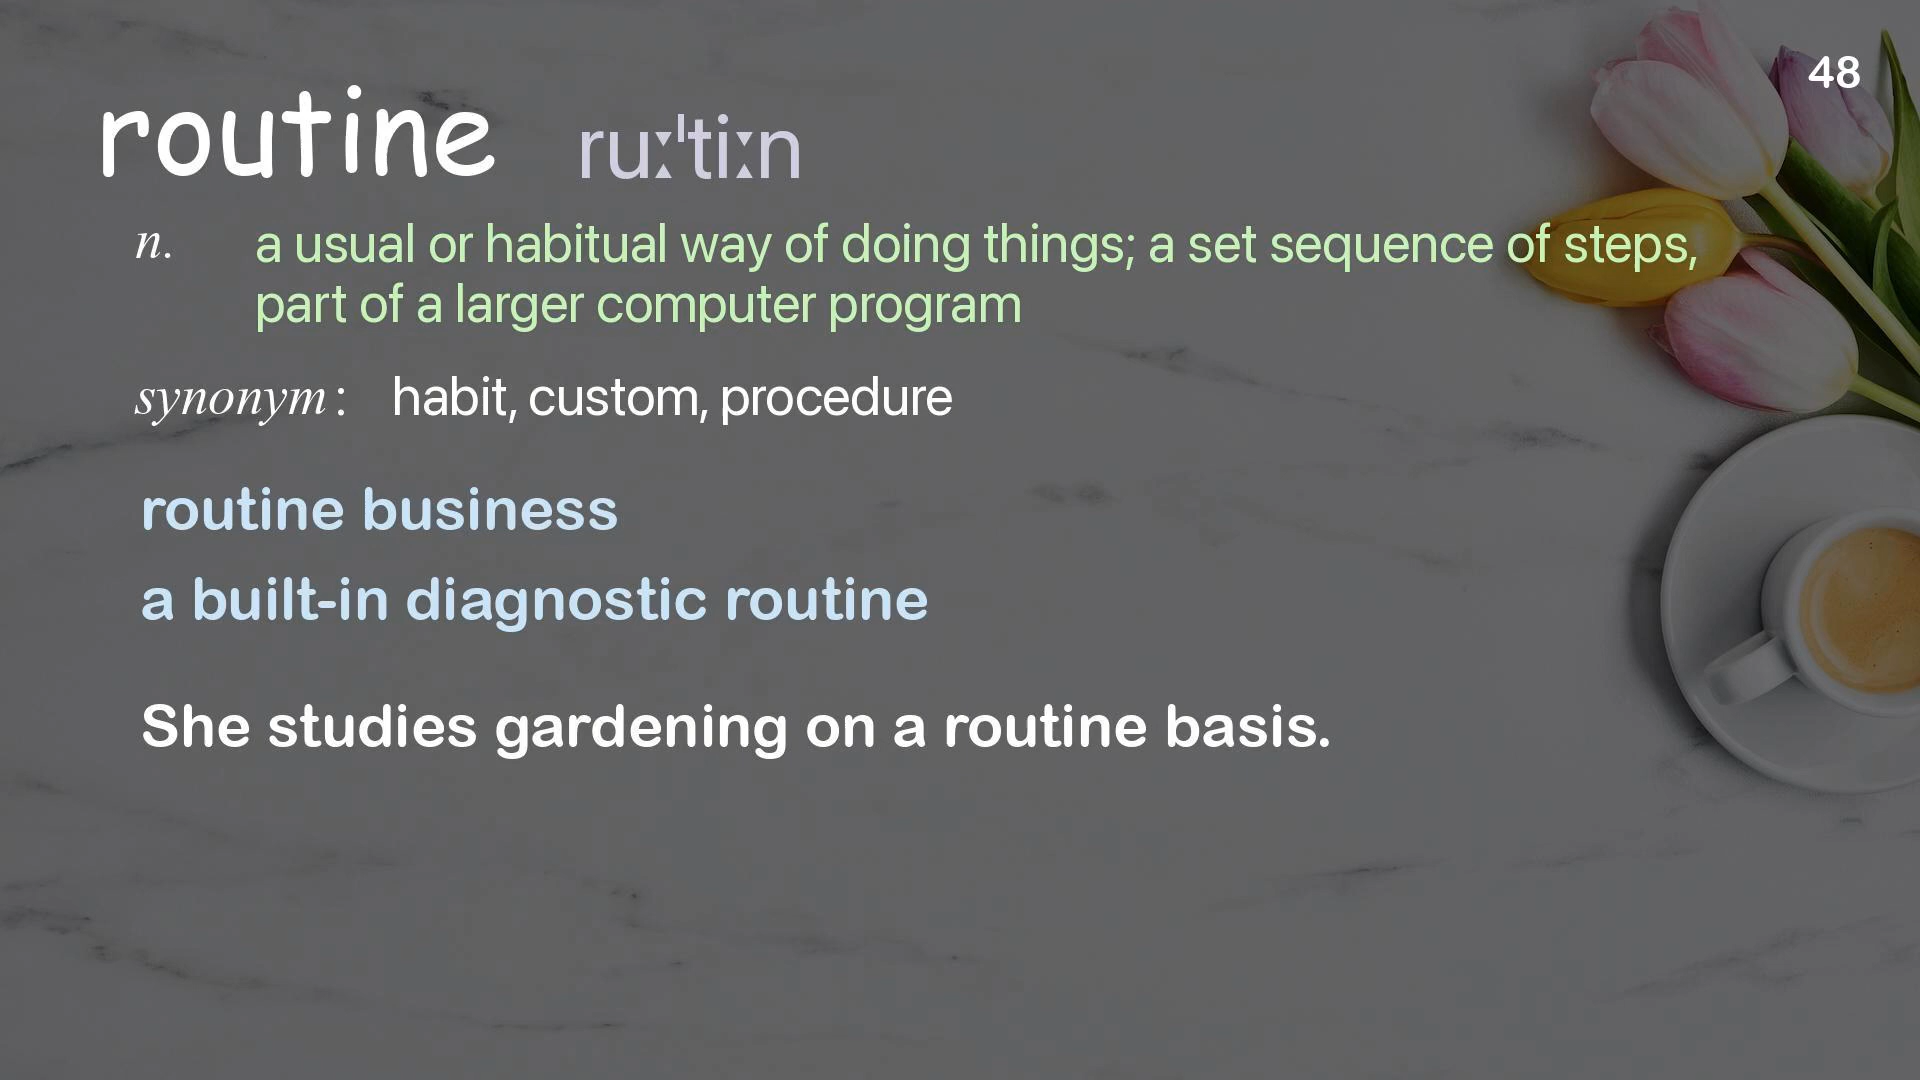 48
routine ruːˈtiːn
n. a usual or habitual way of doing things; a set sequence of steps,
part of a larger computer program
synonym : habit, custom, procedure
routine business
a built-in diagnostic routine
She studies gardening on a routine basis.